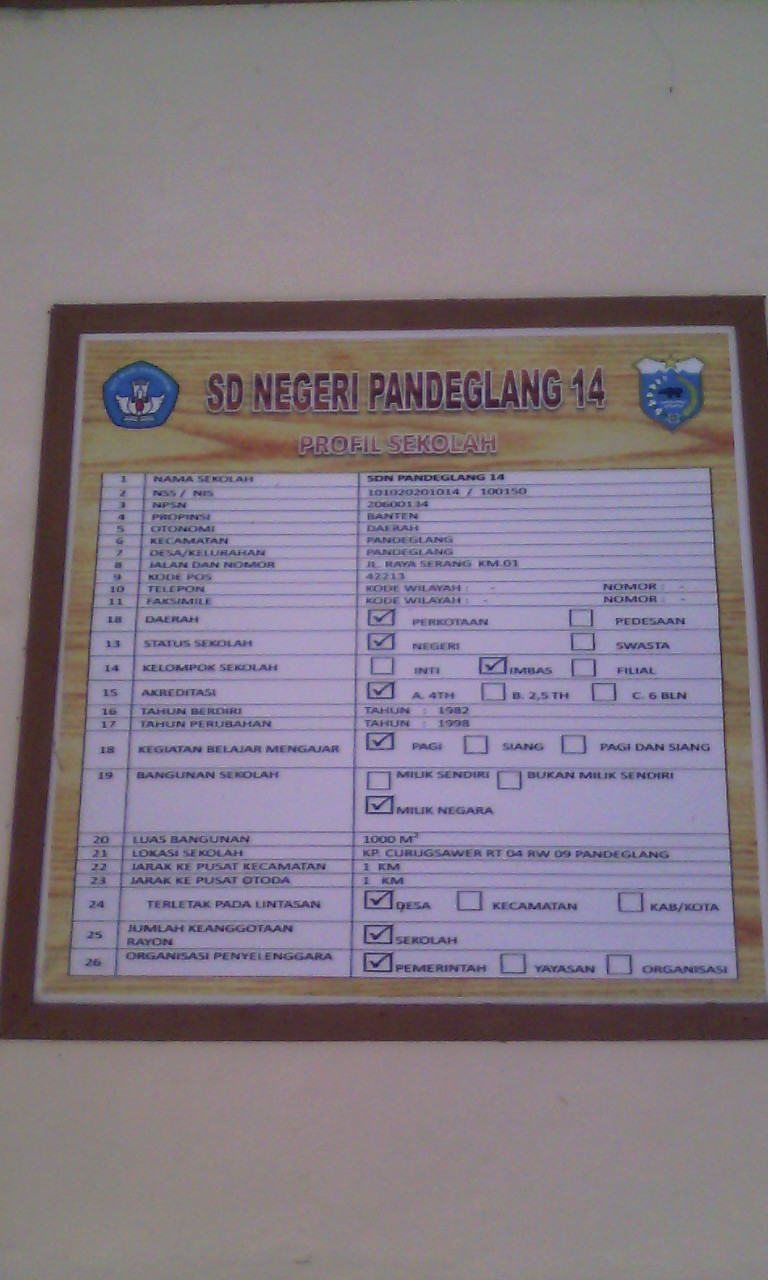 SD NEGERI PANDEGLANG 14
PROFIL SEKOLAH
1 NAMA SEKOLAH SDN PANDEGLANG 14
2 NSS / NIS 101020201014 / 100150
3 NPSN 20600134
4 PROPINSI BANTEN
5 OTONOMI DAERAH
6 KECAMATAN PANDEGLANG
7 DESA/KELURAHAN PANDEGLANG
8 JALAN DAN NOMOR JL. RAYA SERANG KM.01
9 KODE POS 42213
10 TELEPON KODE WILAYAH : - NOMOR : -
11 FAKSIMILE KODE WILAYAH : - NOMOR : -
18 DAERAH ☑ PERKOTAAN ☐ PEDESAAN
13 STATUS SEKOLAH ☑ NEGERI ☐ SWASTA
14 KELOMPOK SEKOLAH ☐ INTI ☑ IMBAS ☐ FILIAL
15 AKREDITASI ☑ A. 4TH ☐ B. 2,5 TH ☐ C. 6 BLN
16 TAHUN BERDIRI TAHUN : 1982
17 TAHUN PERUBAHAN TAHUN : 1998
18 KEGIATAN BELAJAR MENGAJAR ☑ PAGI ☐ SIANG ☐ PAGI DAN SIANG
19 BANGUNAN SEKOLAH ☐ MILIK SENDIRI ☐ BUKAN MILIK SENDIRI
☑ MILIK NEGARA
20 LUAS BANGUNAN 1000 M²
21 LOKASI SEKOLAH KP. CURUGSAWER RT 04 RW 09 PANDEGLANG
22 JARAK KE PUSAT KECAMATAN 1 KM
23 JARAK KE PUSAT OTODA 1 KM
24 TERLETAK PADA LINTASAN ☑ DESA ☐ KECAMATAN ☐ KAB/KOTA
25 JUMLAH KEANGGOTAAN
RAYON ☑ SEKOLAH
26 ORGANISASI PENYELENGGARA ☑ PEMERINTAH ☐ YAYASAN ☐ ORGANISASI